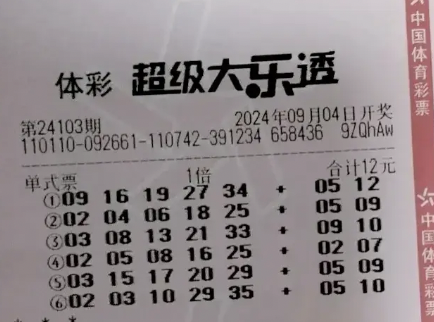 体彩 超级大乐透
第24103期 2024年09月04日开奖
110110-092661-110742-391234 658436 9ZQhAw
单式票 1倍 合计12元
①09 16 19 27 34 + 05 12
②02 04 06 18 25 + 05 09
③03 08 13 21 33 + 09 10
④02 05 08 16 25 + 02 07
⑤03 15 17 20 29 + 05 09
⑥02 03 10 29 35 + 05 10
中国体育彩票
中国体育彩票